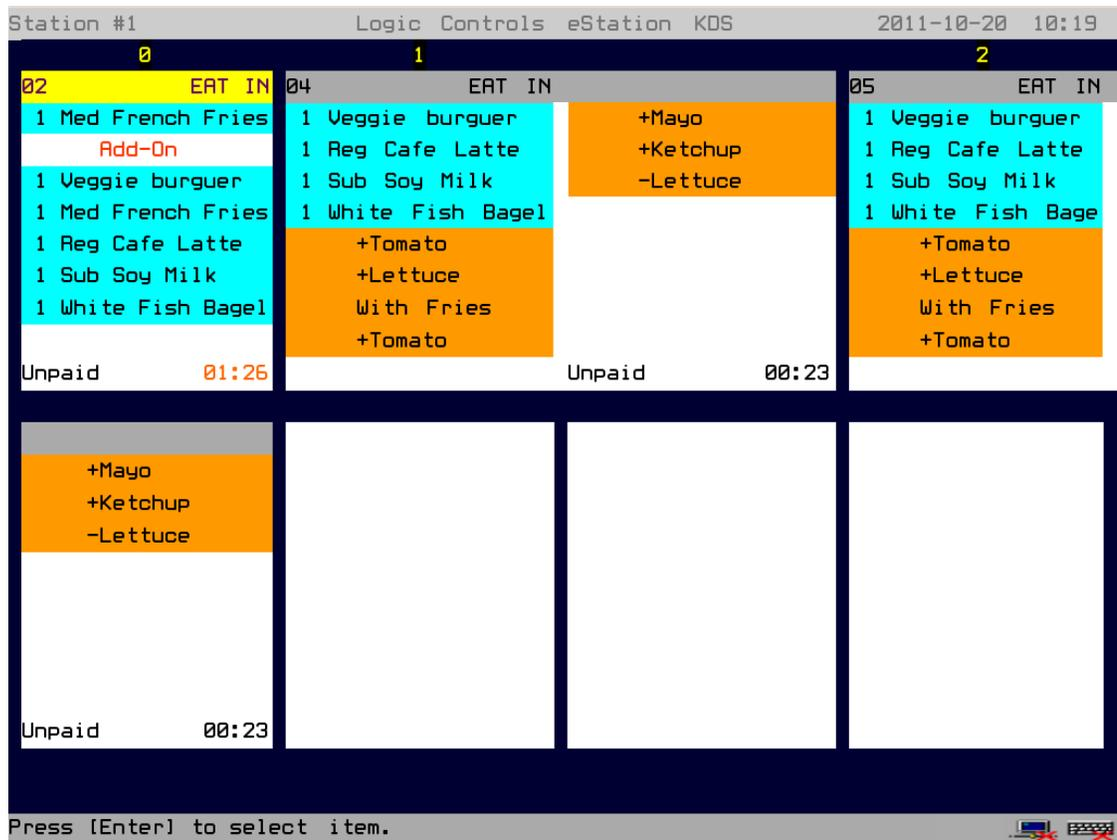 Station #1 Logic Controls eStation KDS 2011-10-20 10:19
0 1 2
02 EAT IN
1 Med French Fries
Add-On
1 Veggie burguer
1 Med French Fries
1 Reg Cafe Latte
1 Sub Soy Milk
1 White Fish Bagel
Unpaid 01:26
04 EAT IN
1 Veggie burguer
1 Reg Cafe Latte
1 Sub Soy Milk
1 White Fish Bagel
+Tomato
+Lettuce
With Fries
+Tomato
+Mayo
+Ketchup
-Lettuce
Unpaid 00:23
05 EAT IN
1 Veggie burguer
1 Reg Cafe Latte
1 Sub Soy Milk
1 White Fish Bage
+Tomato
+Lettuce
With Fries
+Tomato
+Mayo
+Ketchup
-Lettuce
Unpaid 00:23
Press [Enter] to select item.